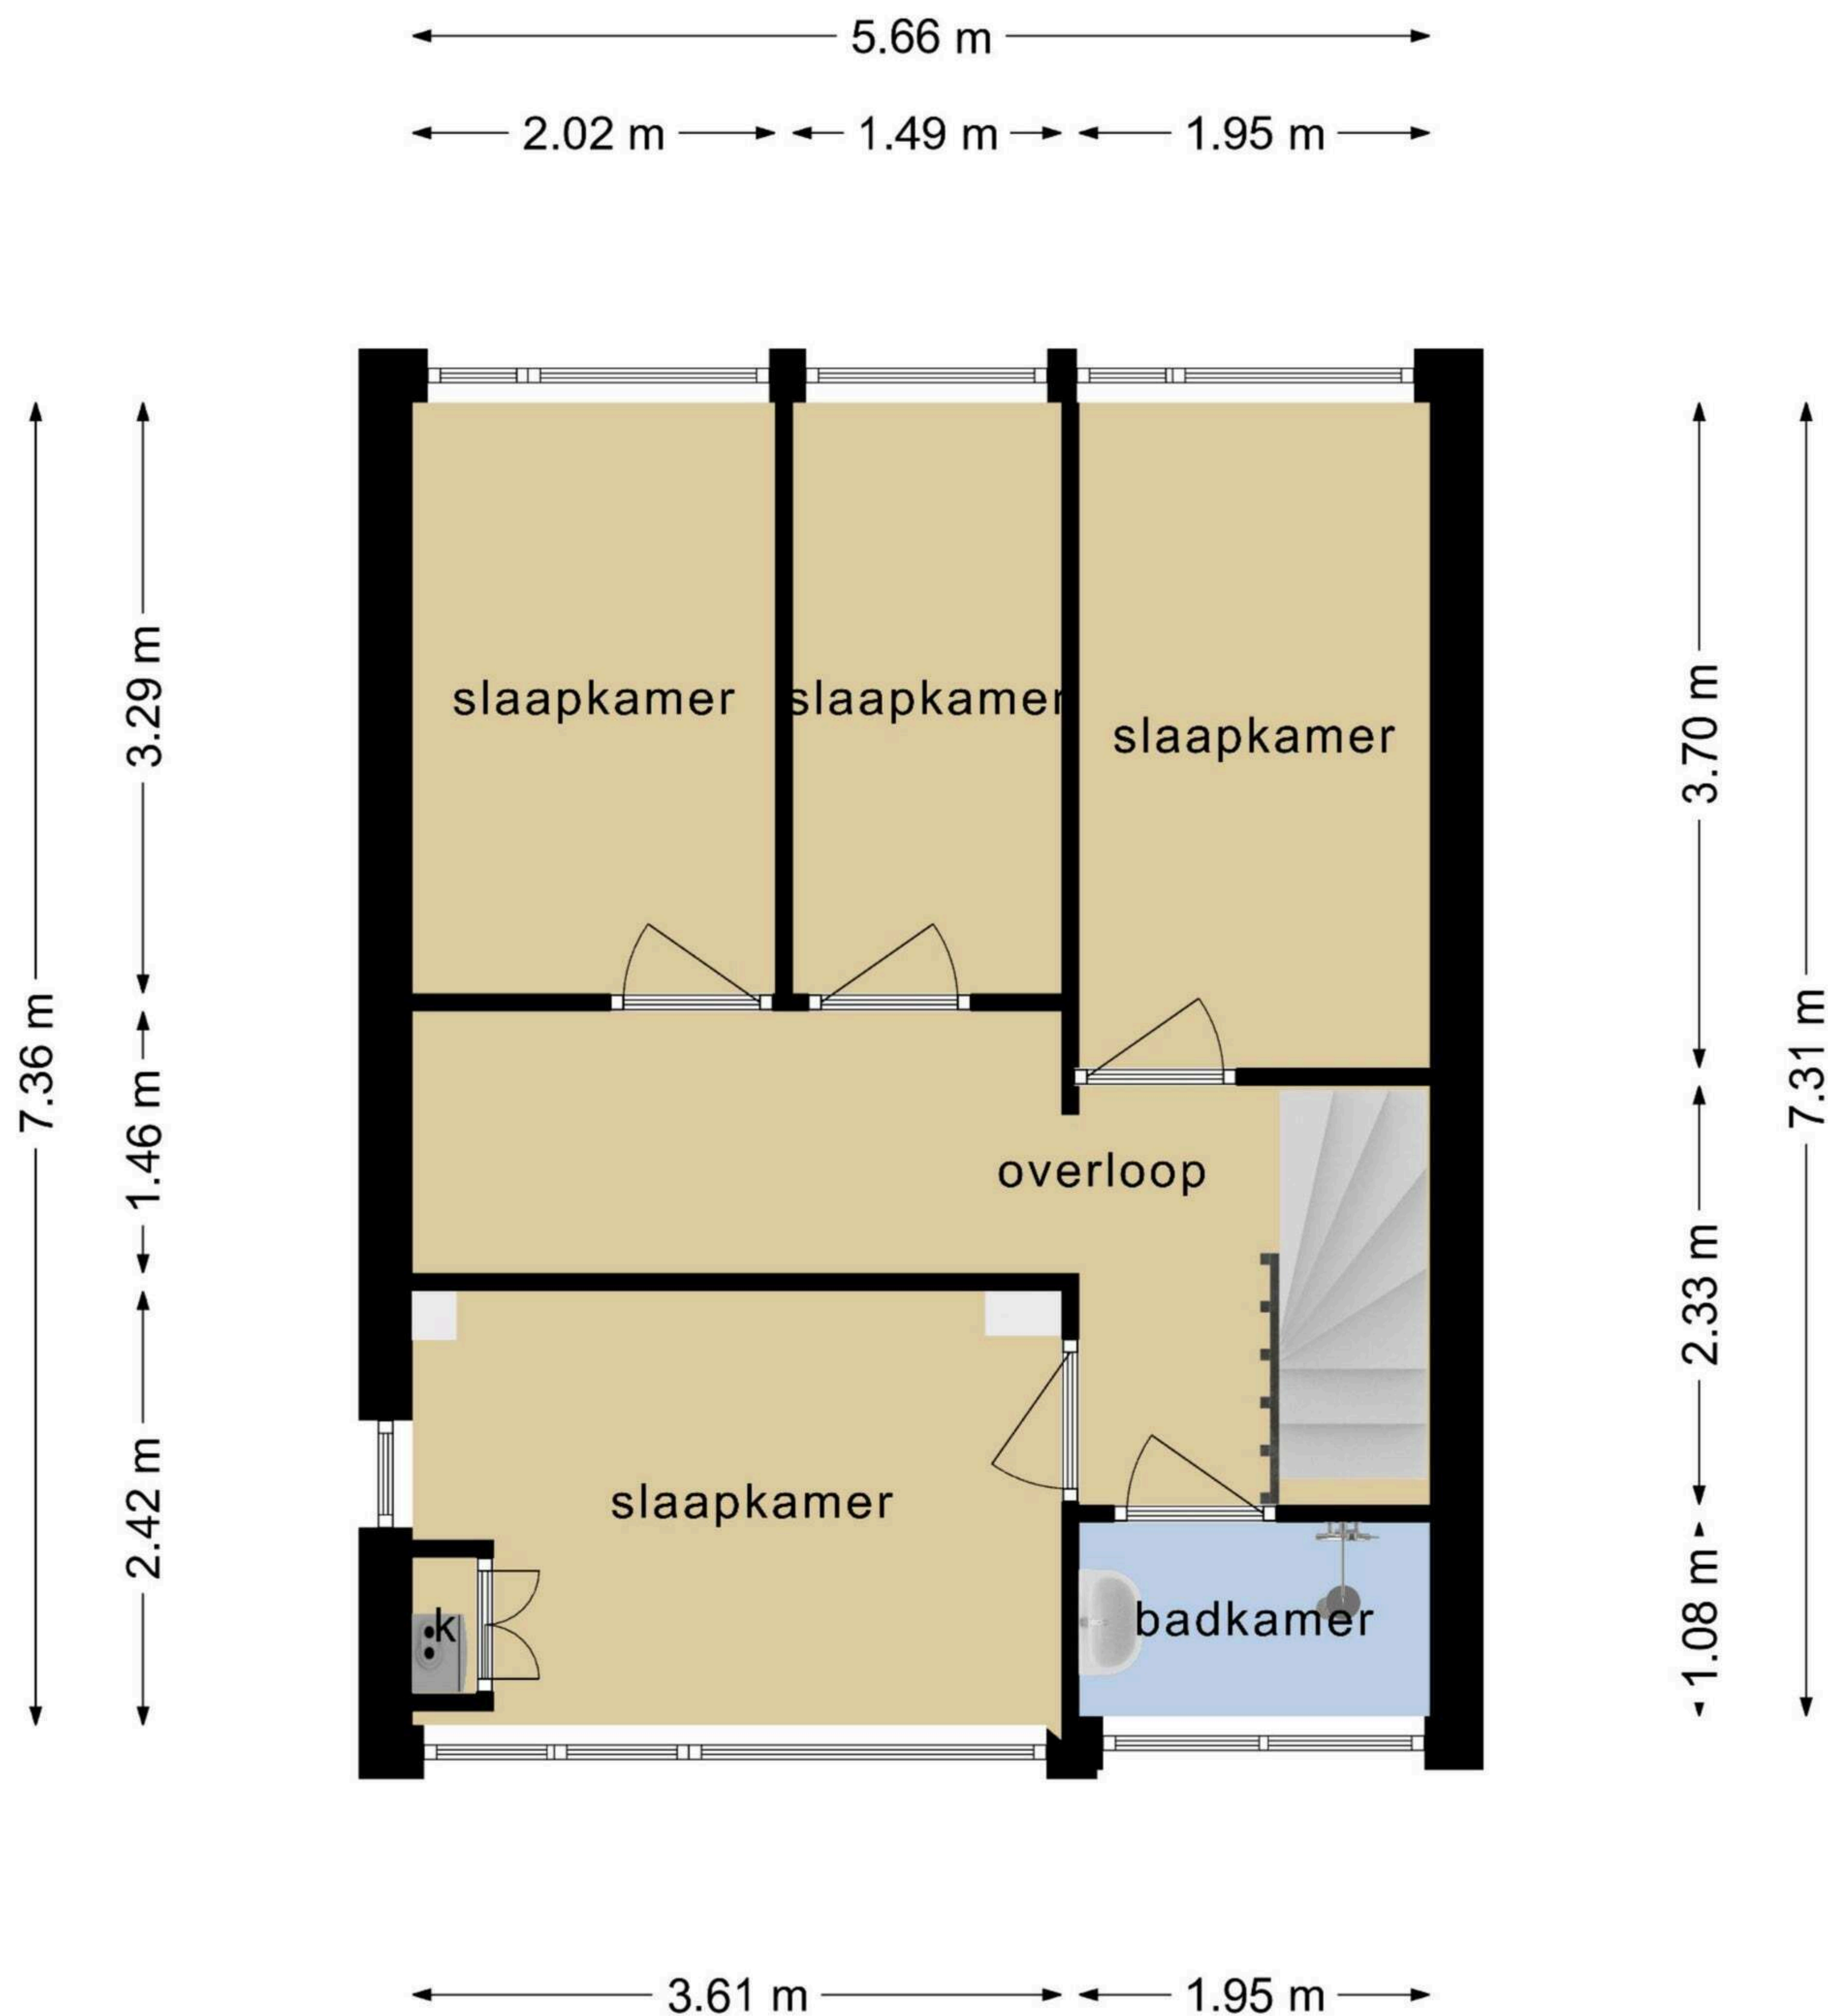 5.66 m
2.02 m
1.49 m
1.95 m
slaapkamer
slaapkamer
slaapkamer
3.29 m
3.70 m
7.36 m
1.46 m
7.31 m
overloop
2.33 m
2.42 m
slaapkamer
k
badkamer
1.08 m
3.61 m
1.95 m